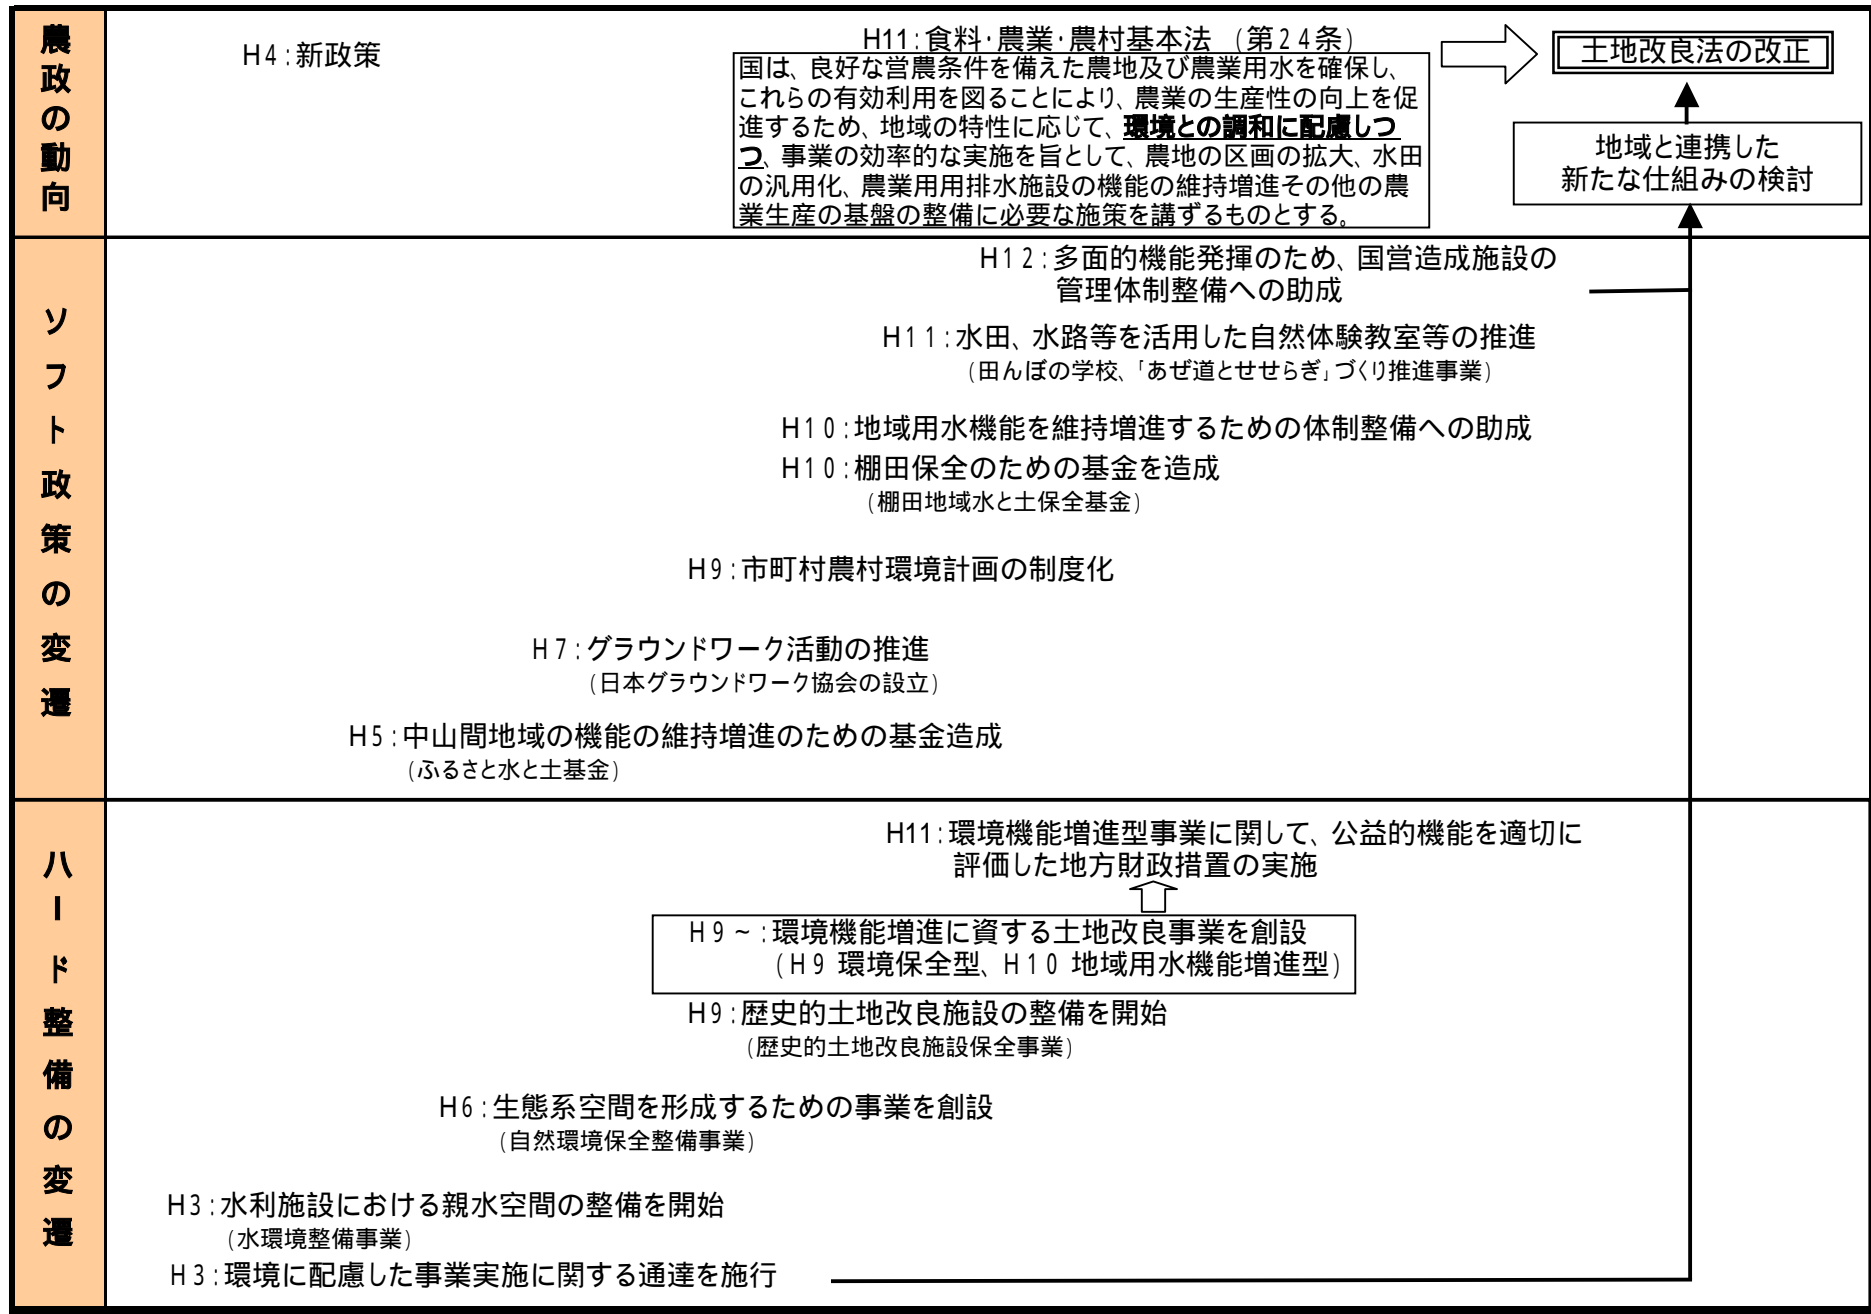 農政の動向
H4:新政策
H11:食料・農業・農村基本法 (第24条)
国は、良好な営農条件を備えた農地及び農業用水を確保し、
これらの有効利用を図ることにより、農業の生産性の向上を促
進するため、地域の特性に応じて、環境との調和に配慮しつ
つ、事業の効率的な実施を旨として、農地の区画の拡大、水田
の汎用化、農業用用排水施設の機能の維持増進その他の農
業生産の基盤の整備に必要な施策を講ずるものとする。
土地改良法の改正
地域と連携した
新たな仕組みの検討
ソフト政策の変遷
H12:多面的機能発揮のため、国営造成施設の
管理体制整備への助成
H11:水田、水路等を活用した自然体験教室等の推進
(田んぼの学校、「あぜ道とせせらぎ」づくり推進事業)
H10:地域用水機能を維持増進するための体制整備への助成
H10:棚田保全のための基金を造成
(棚田地域水と土保全基金)
H9:市町村農村環境計画の制度化
H7:グラウンドワーク活動の推進
(日本グラウンドワーク協会の設立)
H5:中山間地域の機能の維持増進のための基金造成
(ふるさと水と土基金)
ハード整備の変遷
H11:環境機能増進型事業に関して、公益的機能を適切に
評価した地方財政措置の実施
H9~:環境機能増進に資する土地改良事業を創設
(H9 環境保全型、H10 地域用水機能増進型)
H9:歴史的土地改良施設の整備を開始
(歴史的土地改良施設保全事業)
H6:生態系空間を形成するための事業を創設
(自然環境保全整備事業)
H3:水利施設における親水空間の整備を開始
(水環境整備事業)
H3:環境に配慮した事業実施に関する通達を施行